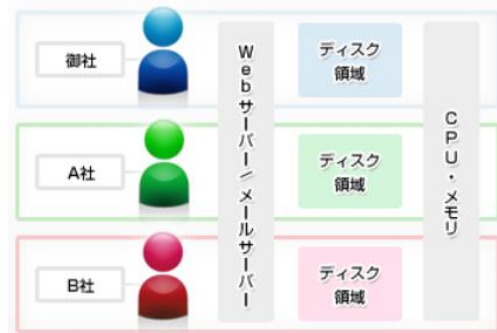 御社
Webサーバー/メールサーバー
ディスク
領域
CPU・メモリ
A社
ディスク
領域
B社
ディスク
領域